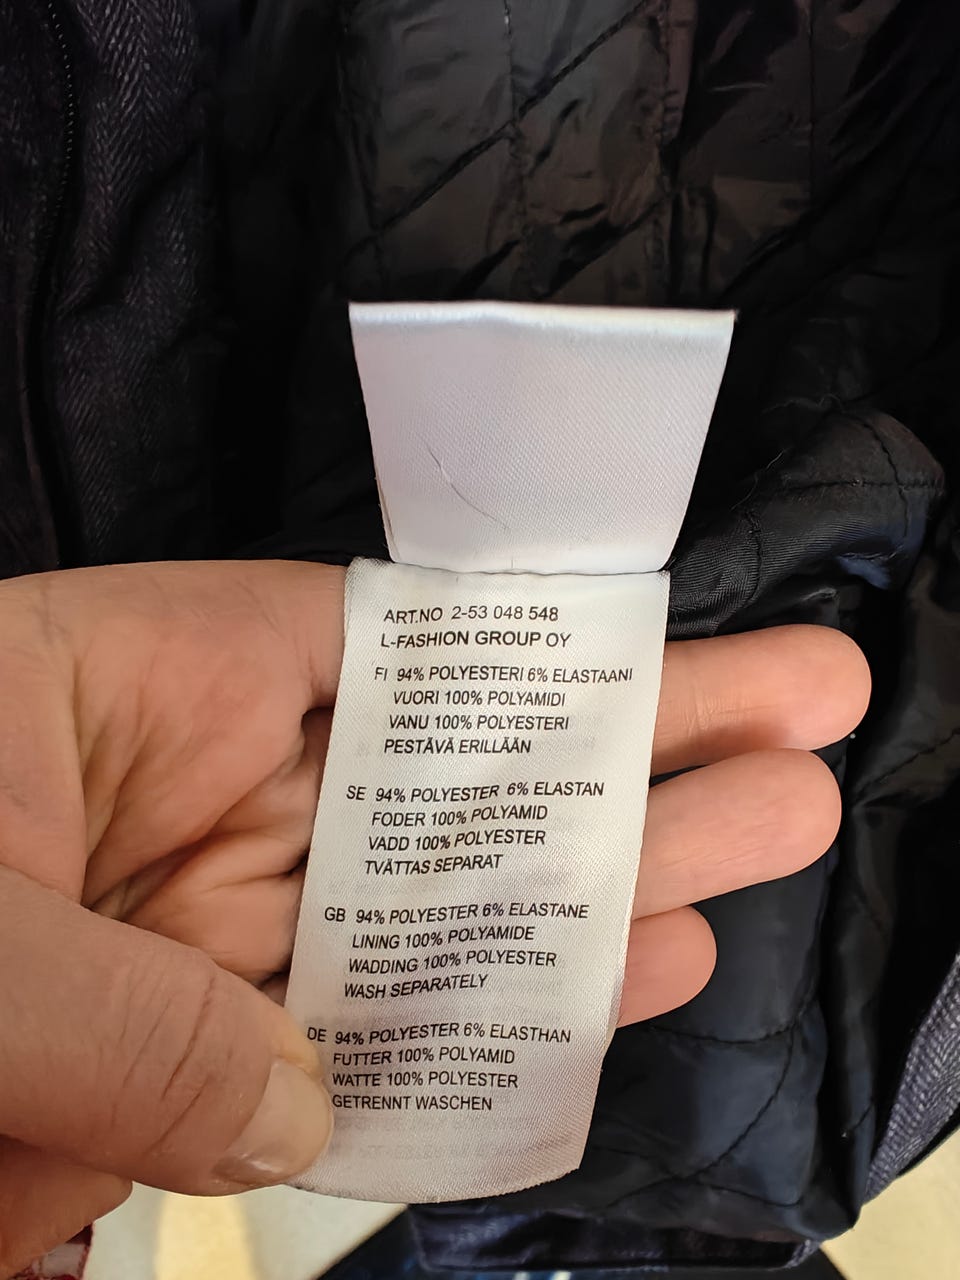 ART.NO 2-53 048 548
L-FASHION GROUP OY
FI 94% POLYESTERI 6% ELASTAANI
VUORI 100% POLYAMIDI
VANU 100% POLYESTERI
PESTÄVÄ ERILLÄÄN
SE 94% POLYESTER 6% ELASTAN
FODER 100% POLYAMID
VADD 100% POLYESTER
TVÄTTAS SEPARAT
GB 94% POLYESTER 6% ELASTANE
LINING 100% POLYAMIDE
WADDING 100% POLYESTER
WASH SEPARATELY
DE 94% POLYESTER 6% ELASTHAN
FUTTER 100% POLYAMID
WATTE 100% POLYESTER
GETRENNT WASCHEN